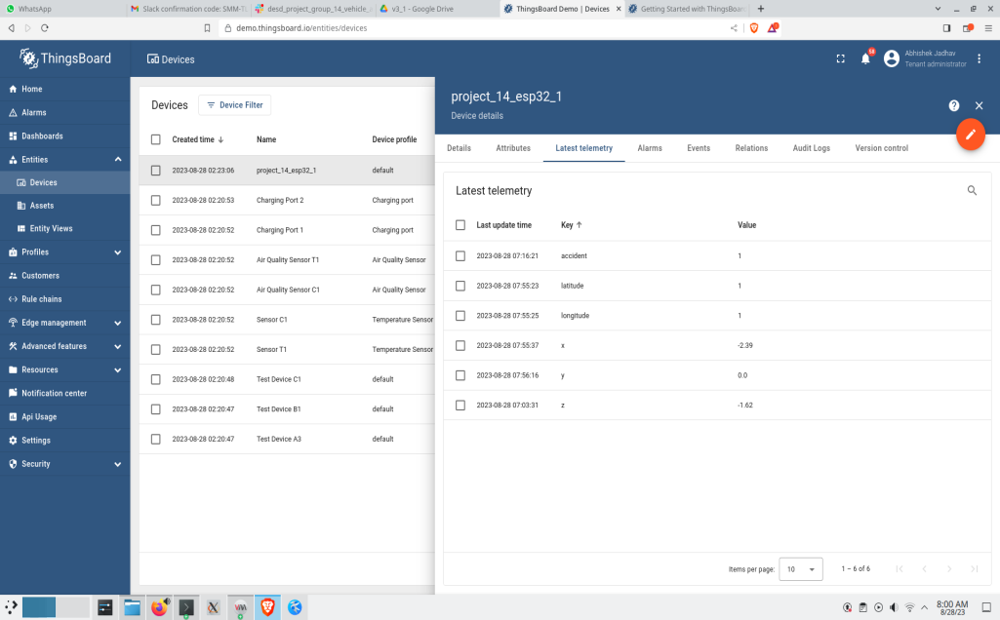 WhatsApp
Slack confirmation code: SMM-T
desd_project_group_14_vehicle_
v3_1 - Google Drive
ThingsBoard Demo | Devices
Getting Started with ThingsBoar
demo.thingsboard.io/entities/devices
ThingsBoard
Devices
Abhishek Jadhav
Tenant administrator
Home
Alarms
Dashboards
Entities
Devices
Assets
Entity Views
Profiles
Customers
Rule chains
Edge management
Advanced features
Resources
Notification center
Api Usage
Settings
Security
Devices
Device Filter
Created time Name Device profile
2023-08-28 02:23:06 project_14_esp32_1 default
2023-08-28 02:20:53 Charging Port 2 Charging port
2023-08-28 02:20:52 Charging Port 1 Charging port
2023-08-28 02:20:52 Air Quality Sensor T1 Air Quality Sensor
2023-08-28 02:20:52 Air Quality Sensor C1 Air Quality Sensor
2023-08-28 02:20:52 Sensor C1 Temperature Sensor
2023-08-28 02:20:52 Sensor T1 Temperature Sensor
2023-08-28 02:20:48 Test Device C1 default
2023-08-28 02:20:47 Test Device B1 default
2023-08-28 02:20:47 Test Device A3 default
project_14_esp32_1
Device details
Details Attributes Latest telemetry Alarms Events Relations Audit Logs Version control
Latest telemetry
Last update time Key Value
2023-08-28 07:16:21 accident 1
2023-08-28 07:55:23 latitude 1
2023-08-28 07:55:25 longitude 1
2023-08-28 07:55:37 x -2.39
2023-08-28 07:56:16 y 0.0
2023-08-28 07:03:31 z -1.62
Items per page: 10 1 – 6 of 6
8:00 AM
8/28/23